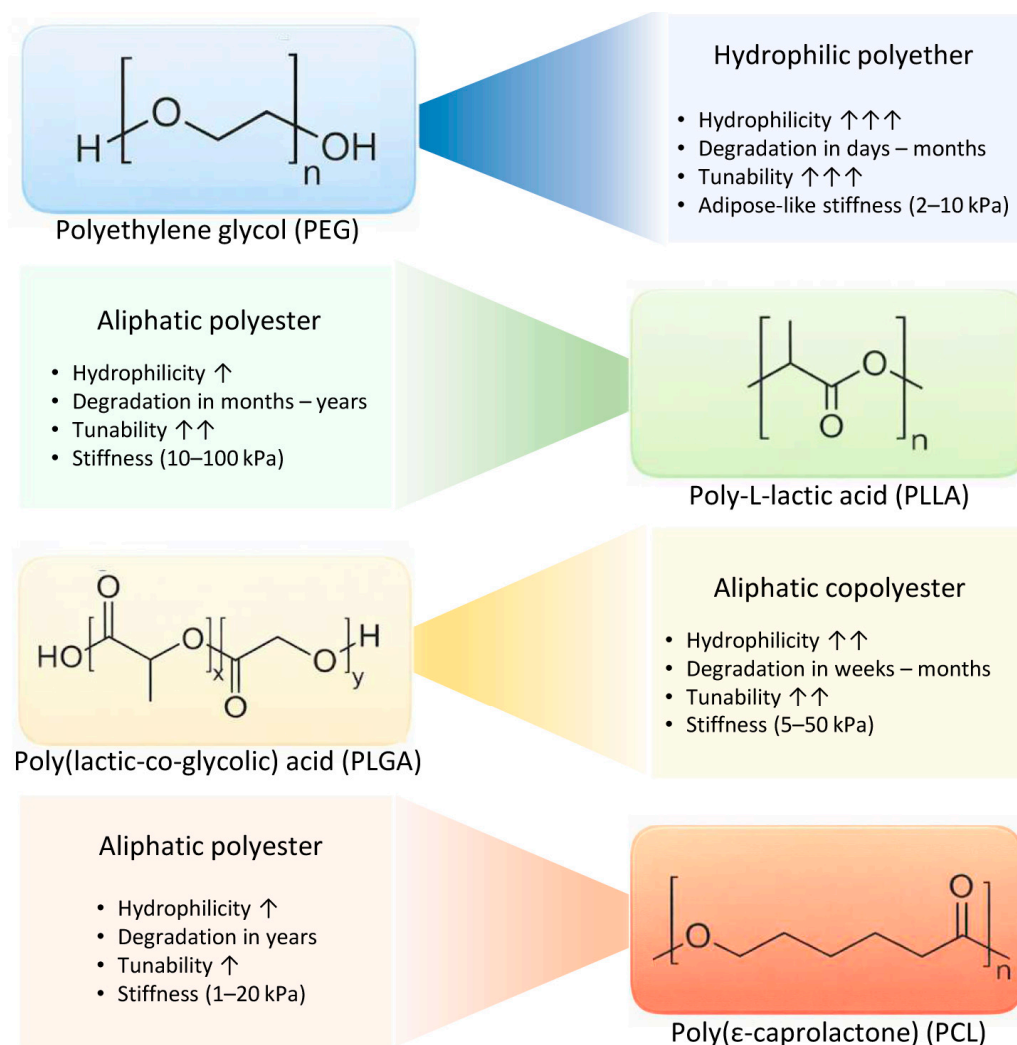 H
O
n
OH
Polyethylene glycol (PEG)
Hydrophilic polyether
• Hydrophilicity ↑↑↑
• Degradation in days – months
• Tunability ↑↑↑
• Adipose-like stiffness (2–10 kPa)
Aliphatic polyester
• Hydrophilicity ↑
• Degradation in months – years
• Tunability ↑↑
• Stiffness (10–100 kPa)
O
O
n
Poly-L-lactic acid (PLLA)
O
HO
O
x
O
O
H
y
Poly(lactic-co-glycolic) acid (PLGA)
Aliphatic copolyester
• Hydrophilicity ↑↑
• Degradation in weeks – months
• Tunability ↑↑
• Stiffness (5–50 kPa)
Aliphatic polyester
• Hydrophilicity ↑
• Degradation in years
• Tunability ↑
• Stiffness (1–20 kPa)
O
O
n
Poly(ε-caprolactone) (PCL)